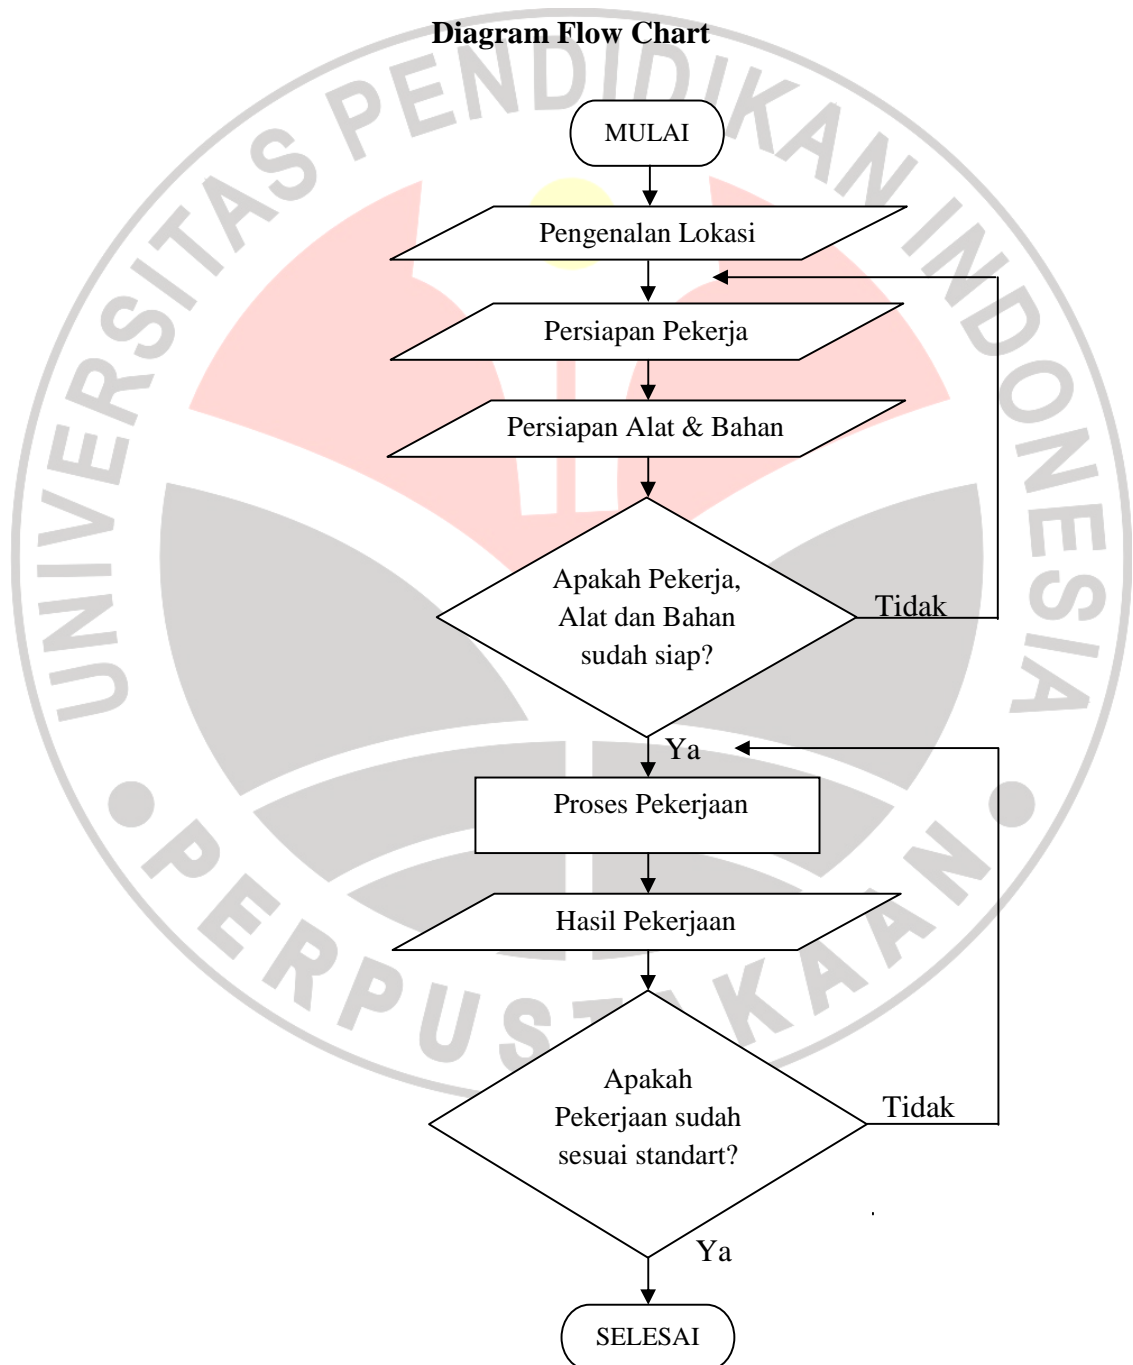 Diagram Flow Chart
UNIVERSITAS PENDIDIKAN INDONESIA
MULAI
Pengenalan Lokasi
Persiapan Pekerja
Persiapan Alat & Bahan
Apakah Pekerja,
Alat dan Bahan
sudah siap?
Tidak
Ya
Proses Pekerjaan
Hasil Pekerjaan
Apakah
Pekerjaan sudah
sesuai standart?
Tidak
Ya
SELESAI
PERPUSTAKAAN